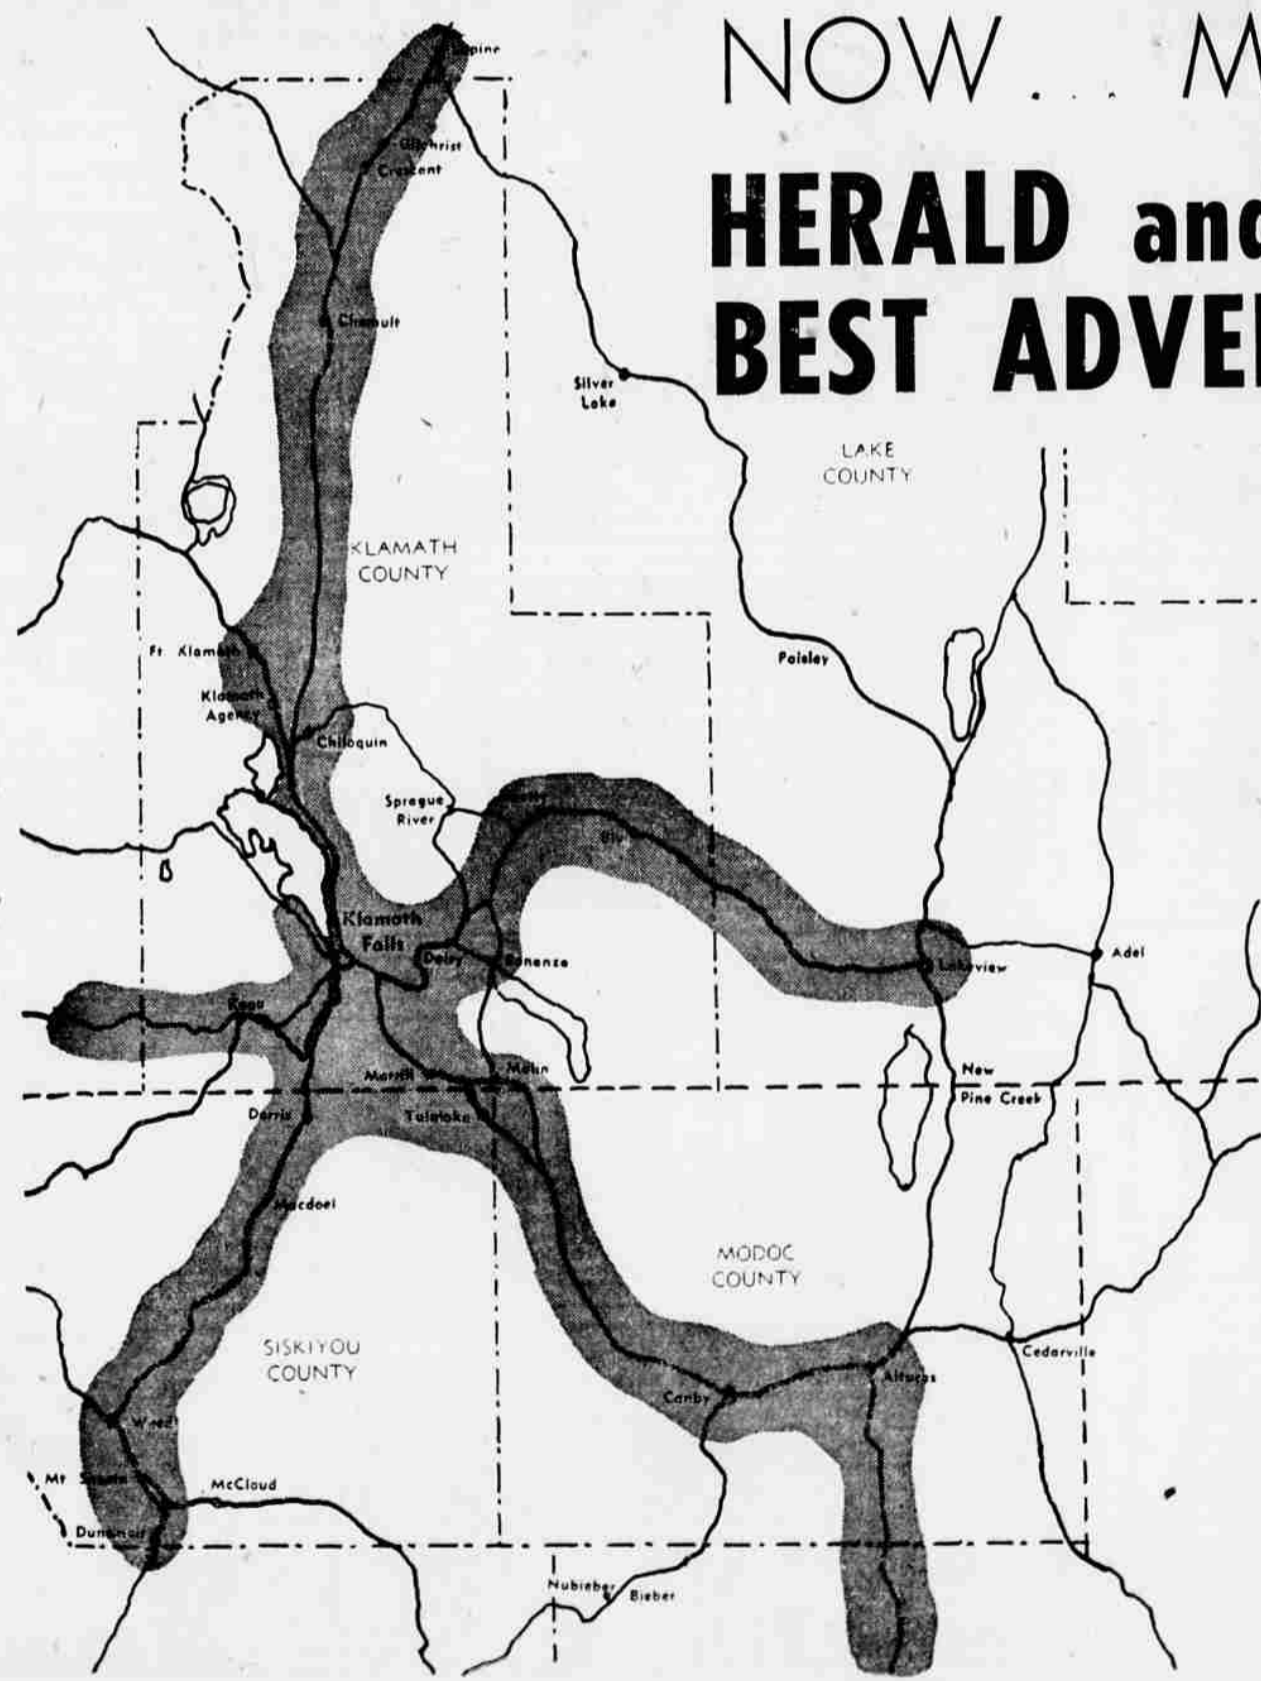 NOW ... M
HERALD and
BEST ADVE
Gilchrist
Crescent
Chemult
Silver
Lake
LAKE
COUNTY
KLAMATH
COUNTY
Ft. Klamath
Klamath
Agency
Chiloquin
Paisley
Sprague
River
Bly
Klamath
Falls
Dairy
Bonanza
Lakeview
Adel
Keno
Merrill
Malin
New
Pine Creek
Dorris
Tulelake
Macdoel
MODOC
COUNTY
SISKIYOU
COUNTY
Cedarville
Canby
Alturas
Weed
Mt Shasta
McCloud
Dunsmuir
Nubieber
Bieber